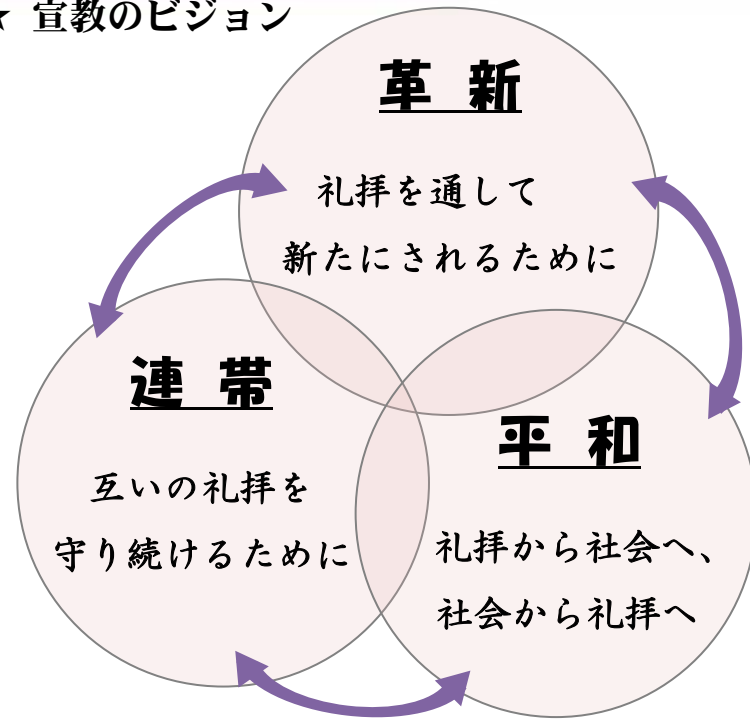 ★ 宣教のビジョン
革 新
礼拝を通して
新たにされるために
連 帯
互いの礼拝を
守り続けるために
平 和
礼拝から社会へ、
社会から礼拝へ